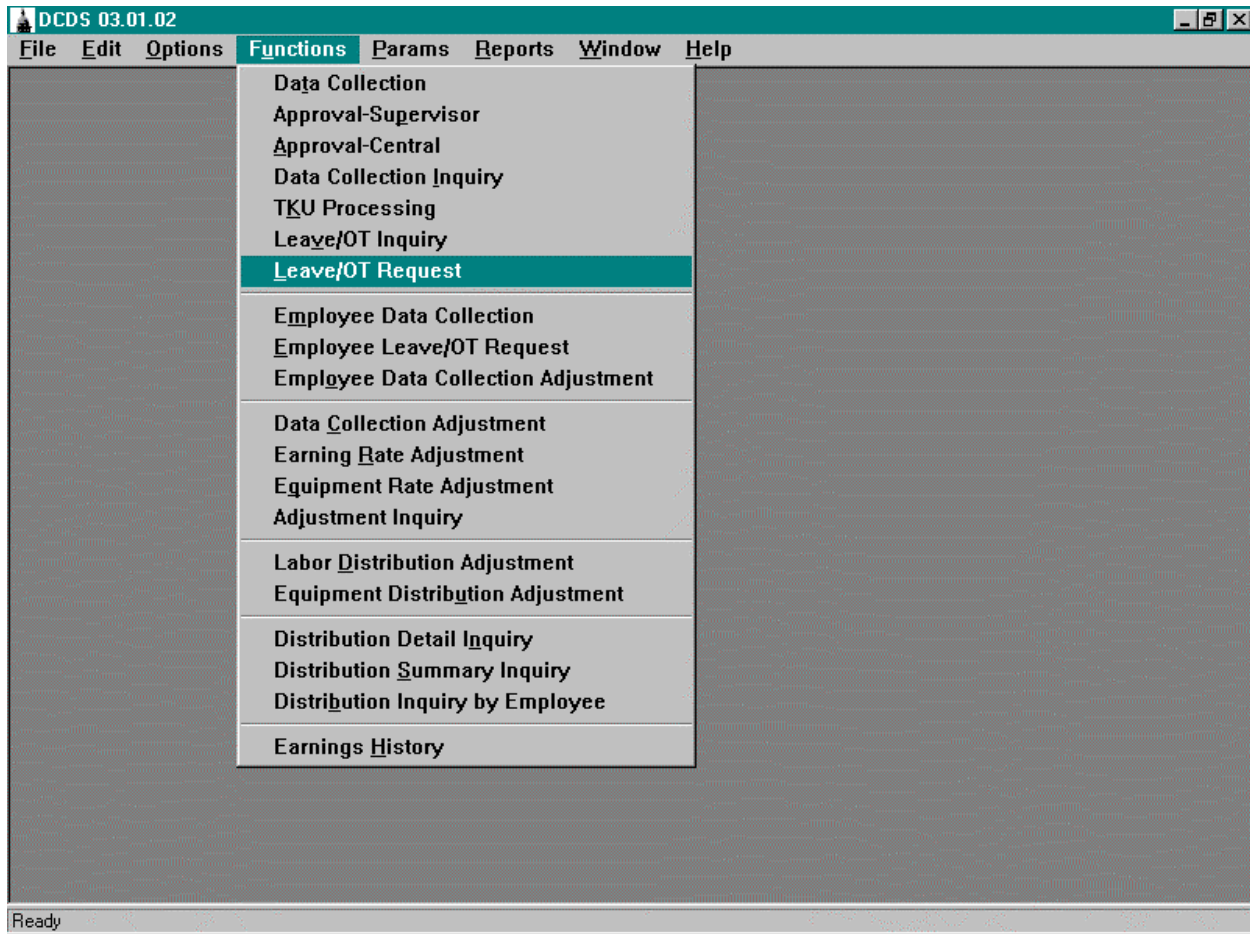 DCDS 03.01.02
File Edit Options Functions Params Reports Window Help
Data Collection
Approval-Supervisor
Approval-Central
Data Collection Inquiry
TKU Processing
Leave/OT Inquiry
Leave/OT Request
Employee Data Collection
Employee Leave/OT Request
Employee Data Collection Adjustment
Data Collection Adjustment
Earning Rate Adjustment
Equipment Rate Adjustment
Adjustment Inquiry
Labor Distribution Adjustment
Equipment Distribution Adjustment
Distribution Detail Inquiry
Distribution Summary Inquiry
Distribution Inquiry by Employee
Earnings History
Ready